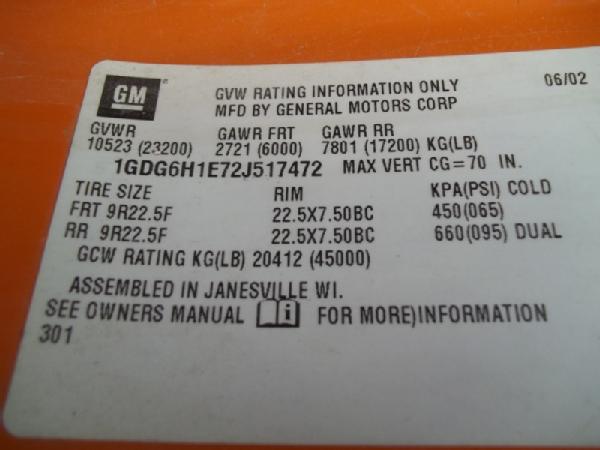 GM
GVW RATING INFORMATION ONLY 06/02
MFD BY GENERAL MOTORS CORP
GVWR GAWR FRT GAWR RR
10523 (23200) 2721 (6000) 7801 (17200) KG(LB)
1GDG6H1E72J517472 MAX VERT CG=70 IN.
TIRE SIZE RIM KPA(PSI) COLD
FRT 9R22.5F 22.5X7.50BC 450(065)
RR 9R22.5F 22.5X7.50BC 660(095) DUAL
GCW RATING KG(LB) 20412 (45000)
ASSEMBLED IN JANESVILLE WI.
SEE OWNERS MANUAL i FOR MORE)INFORMATION
301